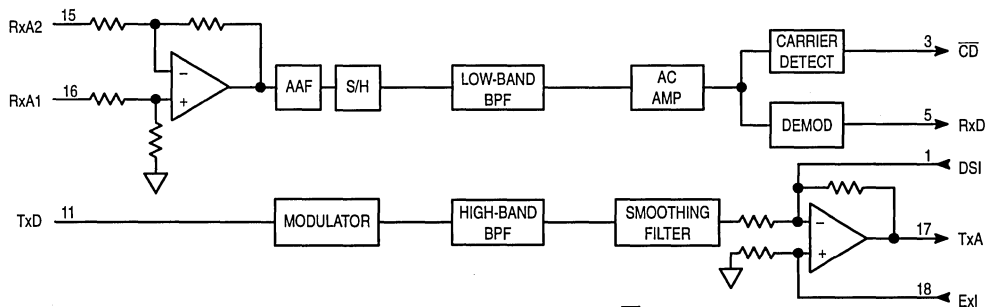 RxA2 15
RxA1 16
−
+
AAF
S/H
LOW-BAND
BPF
AC
AMP
CARRIER
DETECT
3 C̅D̅
DEMOD
5 RxD
1 DSI
TxD 11
MODULATOR
HIGH-BAND
BPF
SMOOTHING
FILTER
−
+
17 TxA
18 ExI